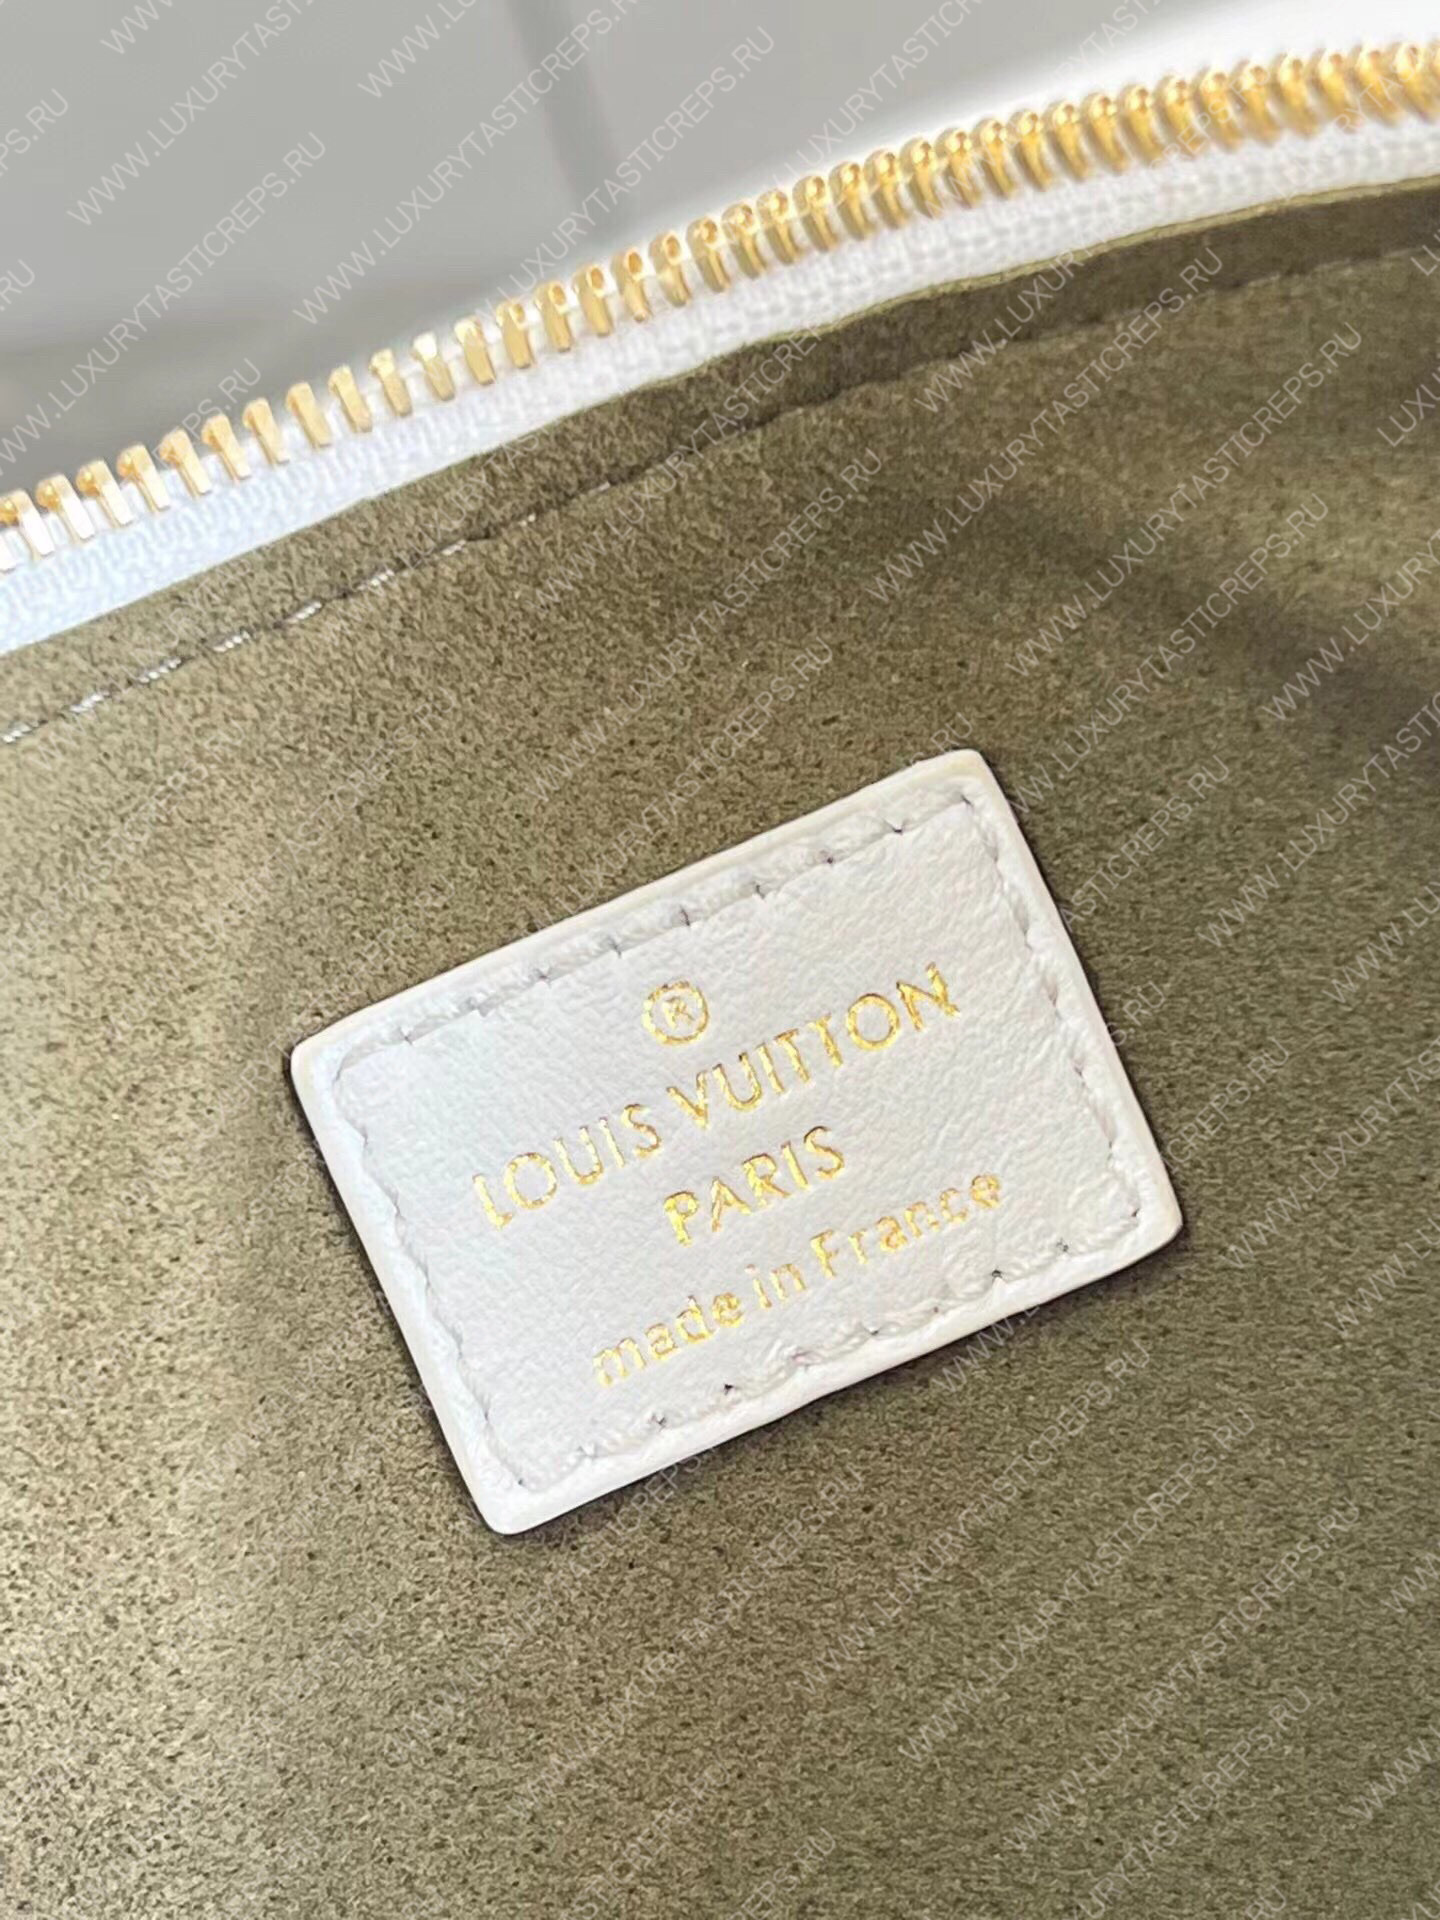 ®
LOUIS VUITTON
PARIS
made in France
WWW.LUXURYTASTICREPS.RU